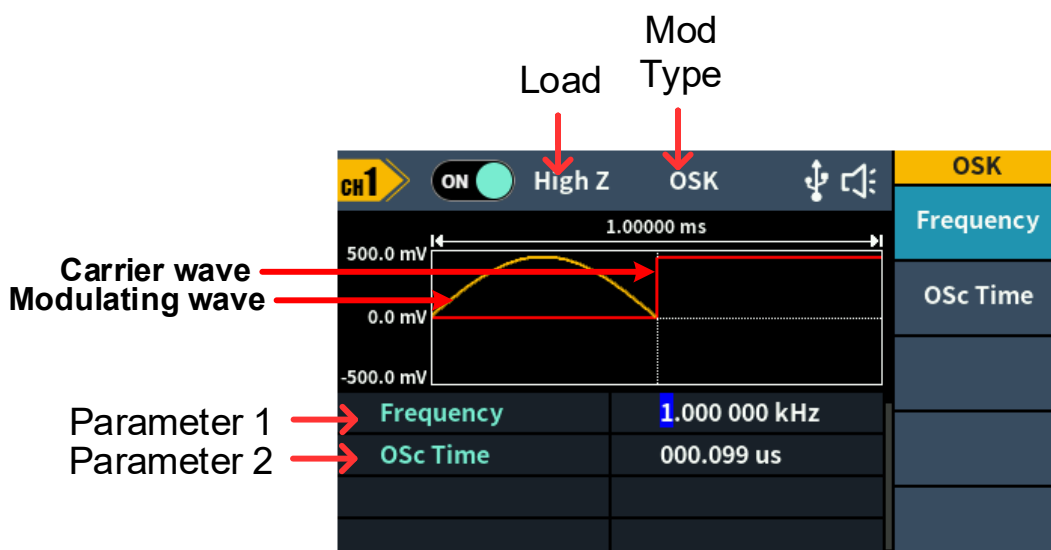 Mod
Type
Load
CH1 ON High Z OSK OSK
1.00000 ms
Frequency
500.0 mV
Carrier wave
Modulating wave
OSc Time
0.0 mV
-500.0 mV
Parameter 1 Frequency 1.000 000 kHz
Parameter 2 OSc Time 000.099 us